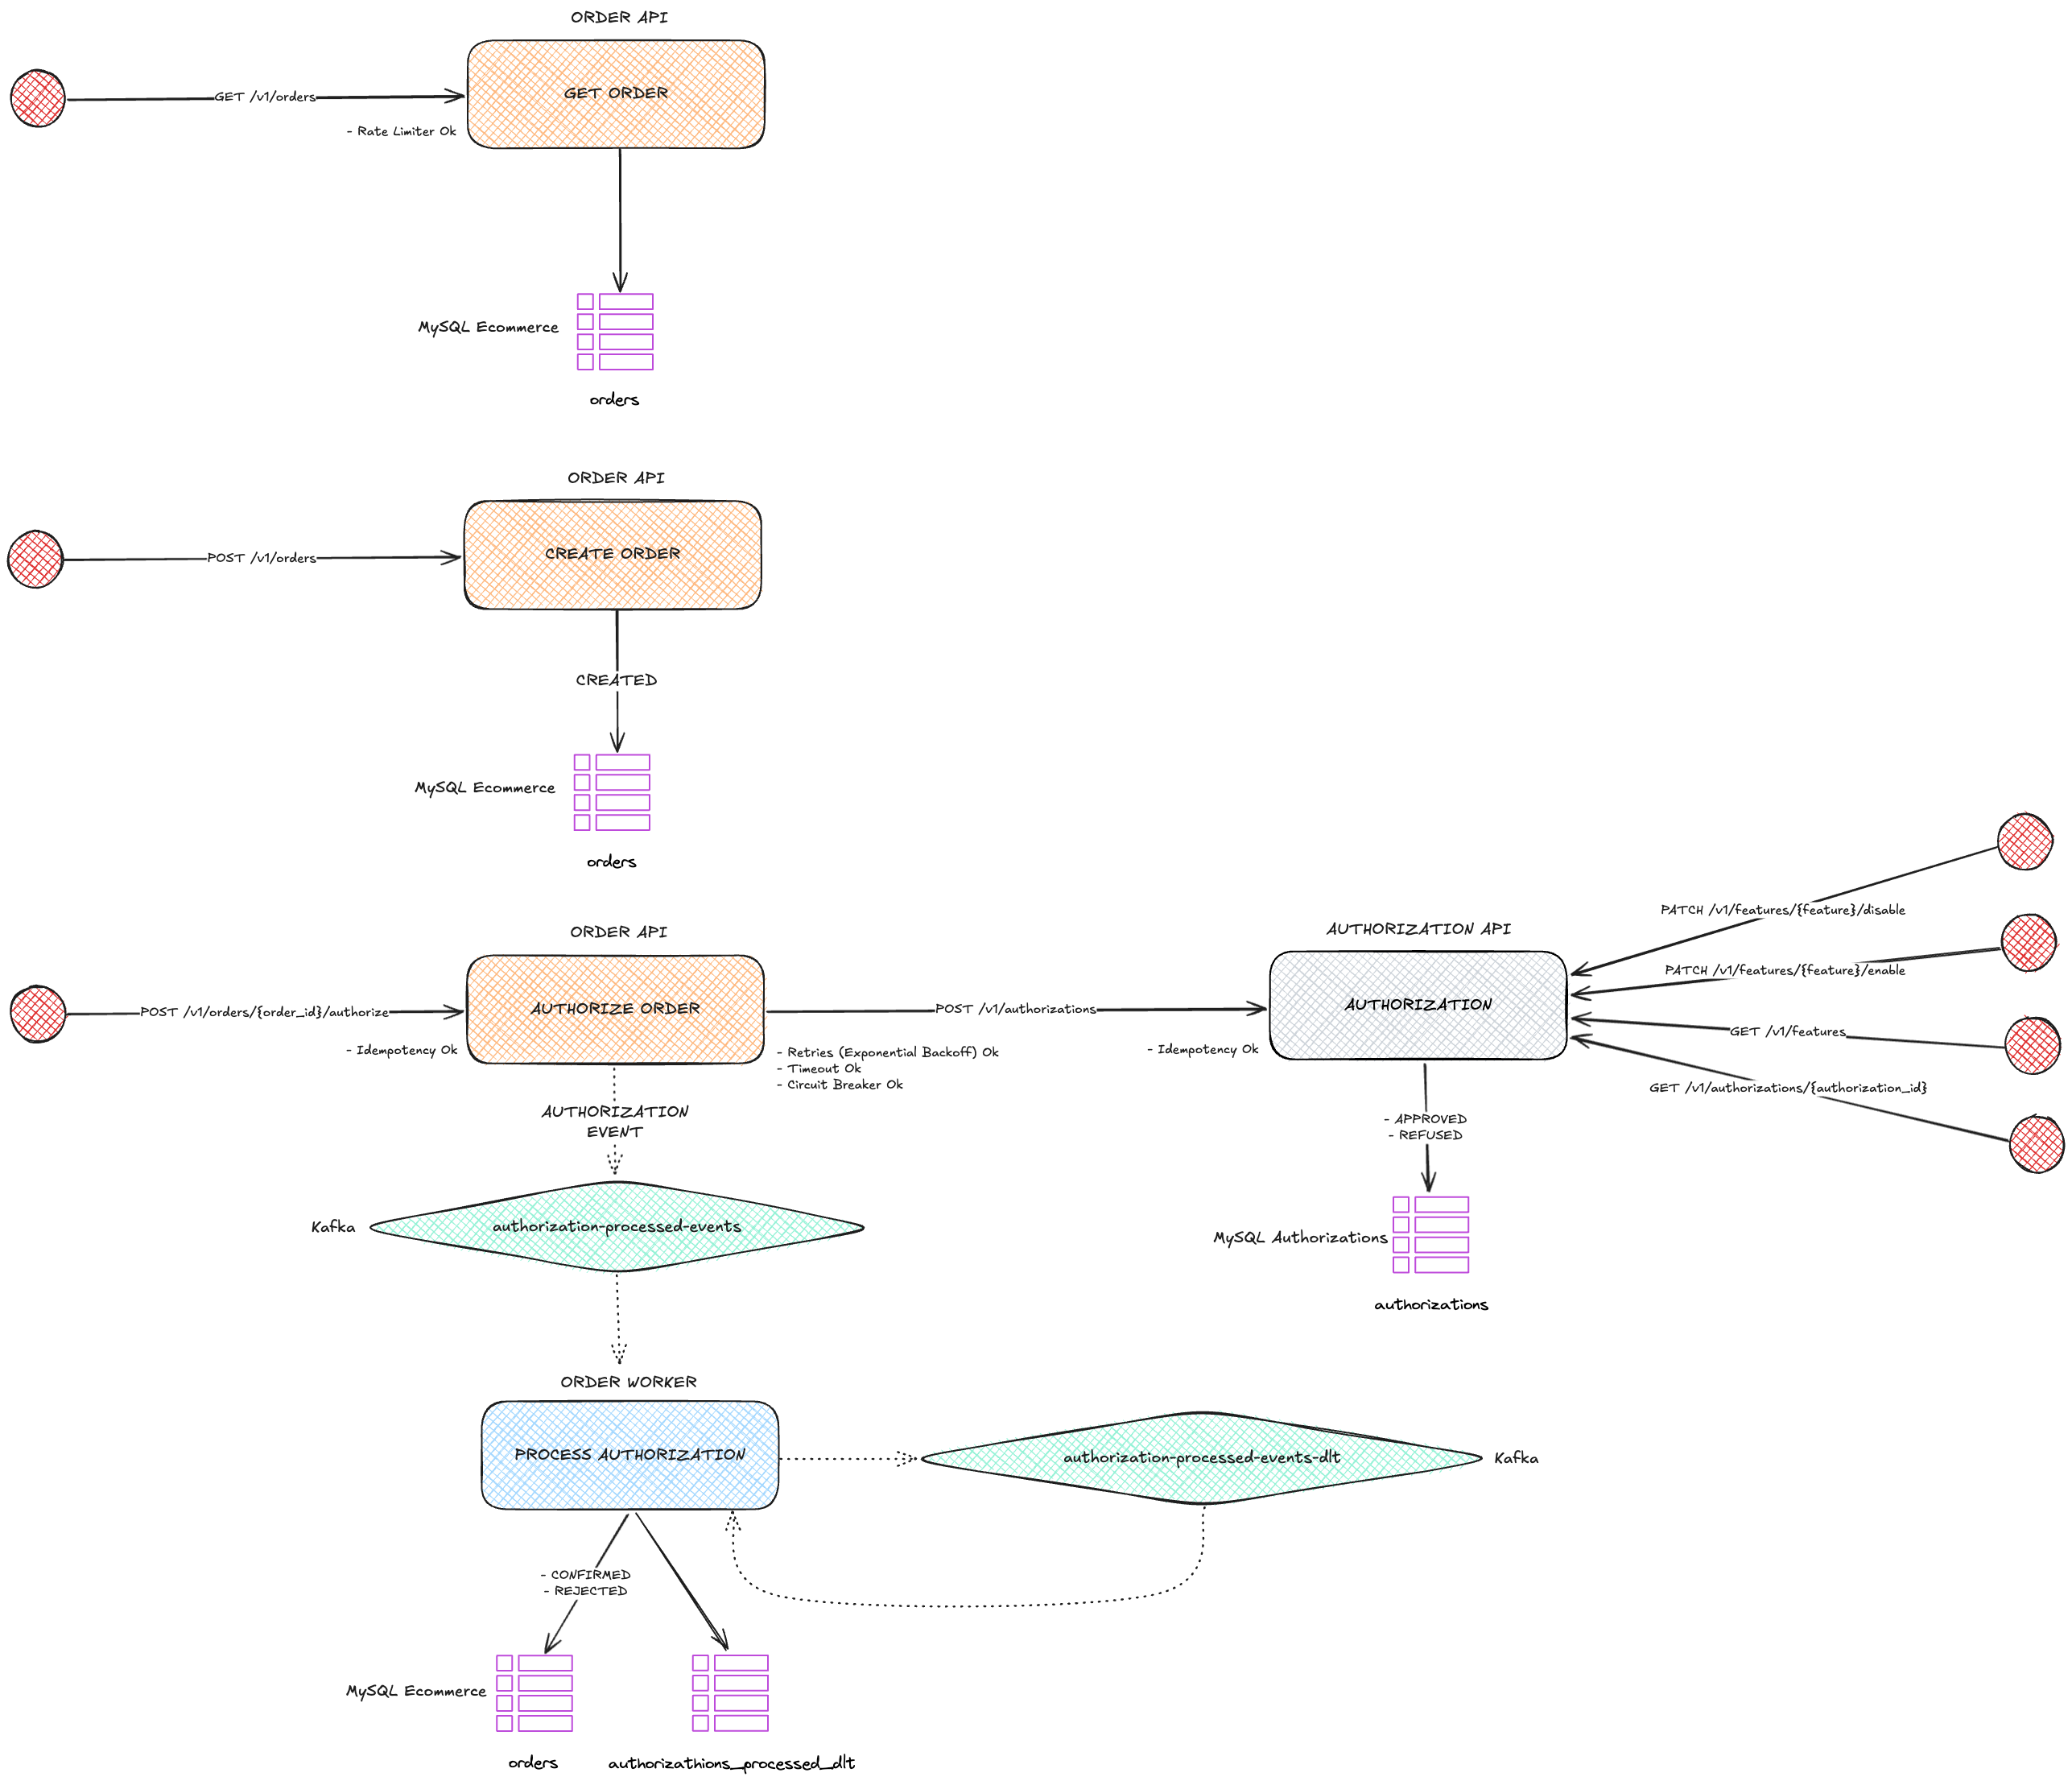 ORDER API
GET ORDER
GET /v1/orders
- Rate Limiter Ok
MySQL Ecommerce
orders
ORDER API
CREATE ORDER
POST /v1/orders
CREATED
MySQL Ecommerce
orders
ORDER API
AUTHORIZE ORDER
POST /v1/orders/{order_id}/authorize
- Idempotency Ok
POST /v1/authorizations
- Retries (Exponential Backoff) Ok
- Timeout Ok
- Circuit Breaker Ok
- Idempotency Ok
AUTHORIZATION API
AUTHORIZATION
PATCH /v1/features/{feature}/disable
PATCH /v1/features/{feature}/enable
GET /v1/features
GET /v1/authorizations/{authorization_id}
- APPROVED
- REFUSED
MySQL Authorizations
authorizations
AUTHORIZATION
EVENT
Kafka
authorization-processed-events
ORDER WORKER
PROCESS AUTHORIZATION
authorization-processed-events-dlt
Kafka
- CONFIRMED
- REJECTED
MySQL Ecommerce
orders
authorizathions_processed_dlt